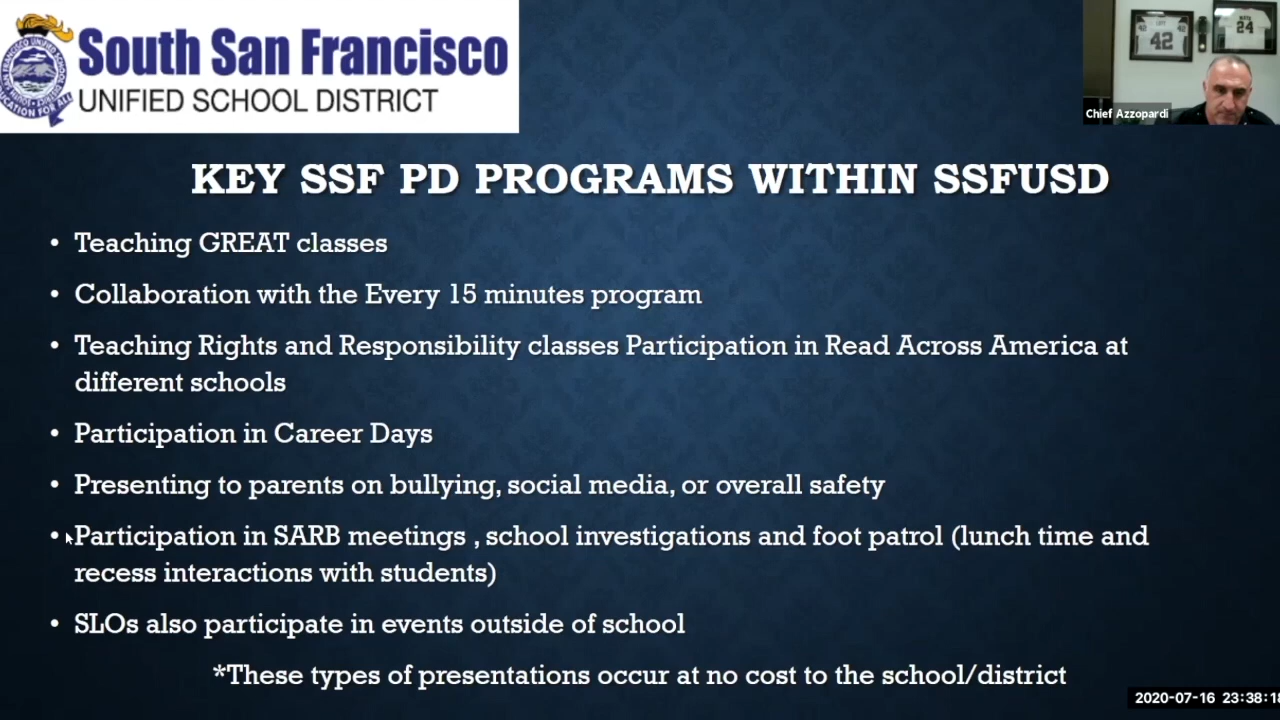 South San Francisco
UNIFIED SCHOOL DISTRICT
42
24
Chief Azzopardi
KEY SSF PD PROGRAMS WITHIN SSFUSD
• Teaching GREAT classes
• Collaboration with the Every 15 minutes program
• Teaching Rights and Responsibility classes Participation in Read Across America at
different schools
• Participation in Career Days
• Presenting to parents on bullying, social media, or overall safety
• Participation in SARB meetings , school investigations and foot patrol (lunch time and
recess interactions with students)
• SLOs also participate in events outside of school
*These types of presentations occur at no cost to the school/district
2020-07-16 23:38:18